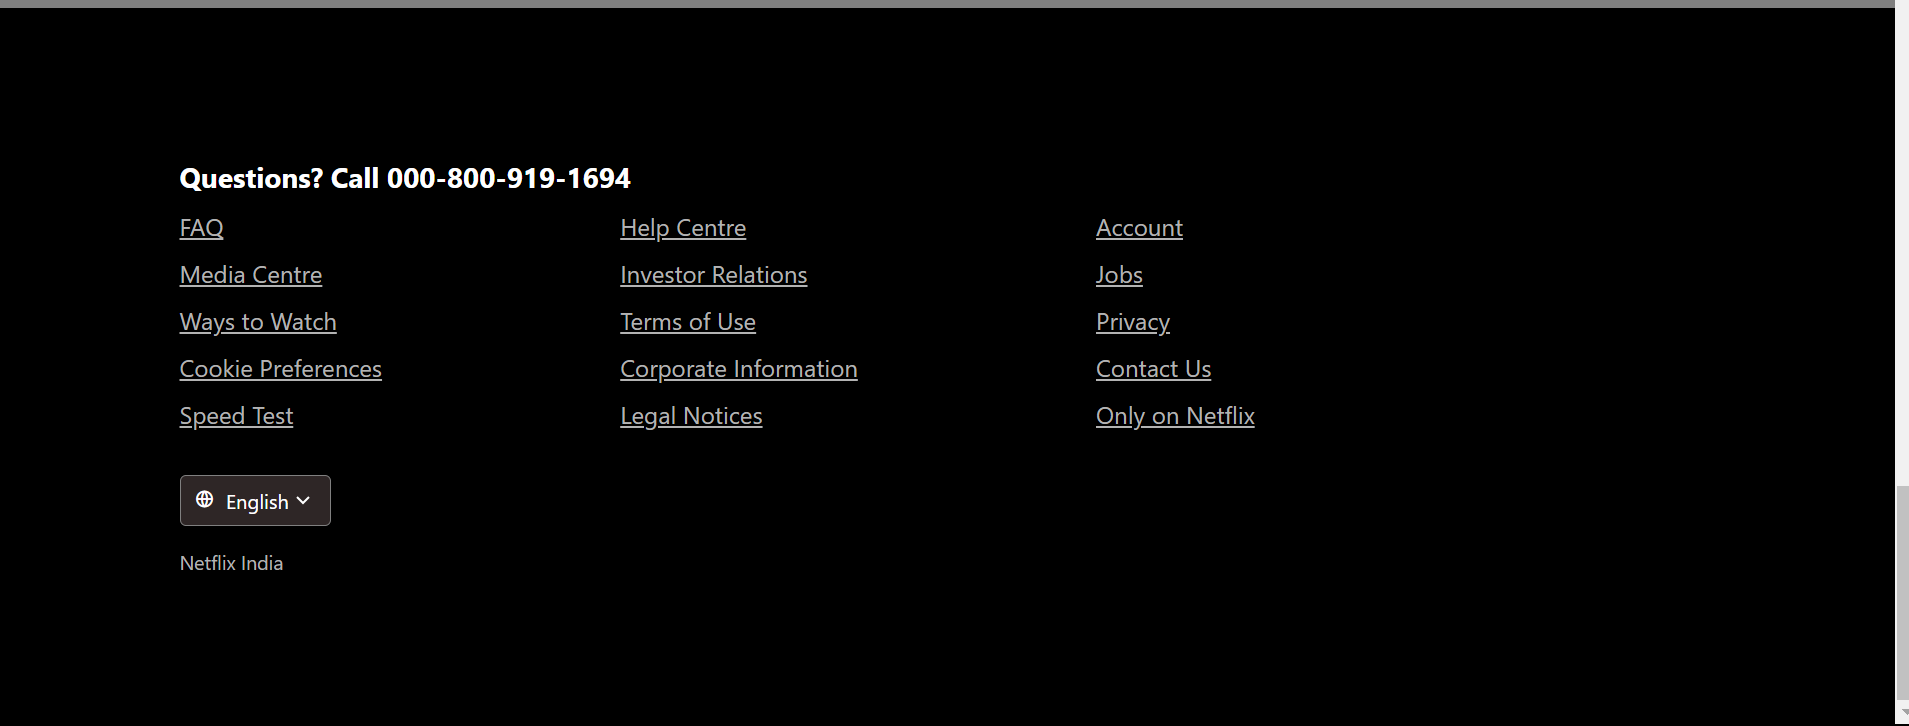 Questions? Call 000-800-919-1694
FAQ Help Centre Account
Media Centre Investor Relations Jobs
Ways to Watch Terms of Use Privacy
Cookie Preferences Corporate Information Contact Us
Speed Test Legal Notices Only on Netflix
English
Netflix India